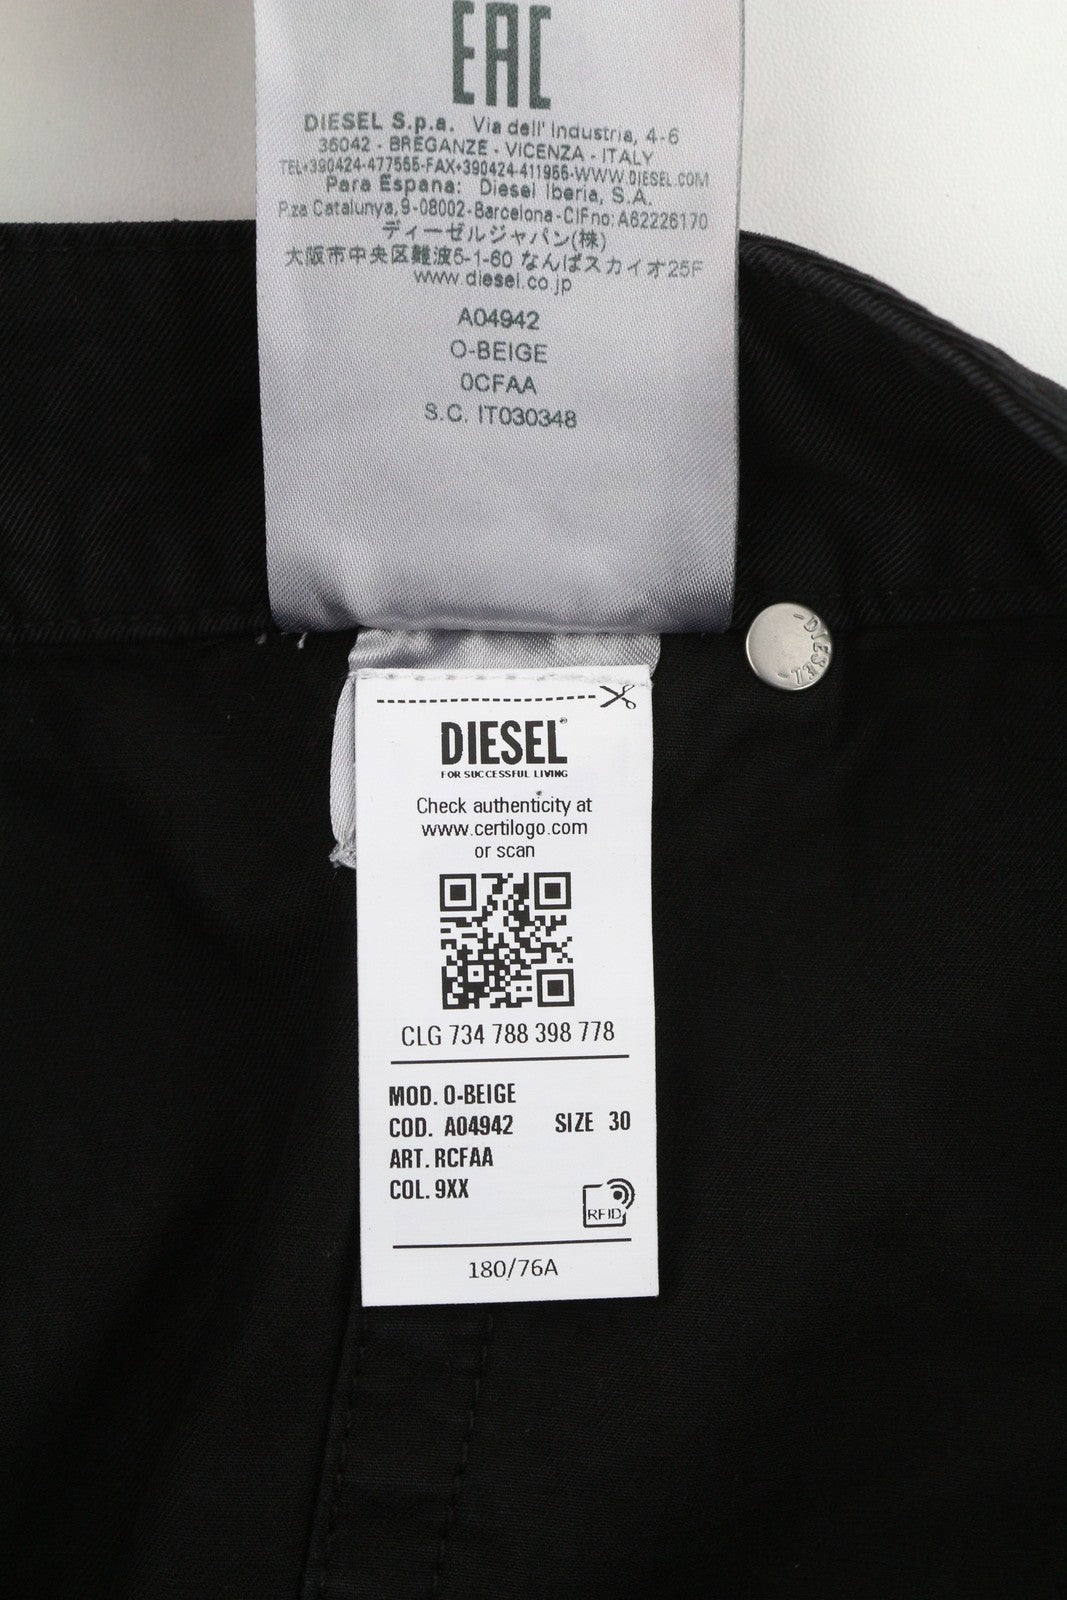 EAC
DIESEL S.p.a. Via dell' Industria, 4-6
36042 - BREGANZE - VICENZA - ITALY
TEL+390424-477555-FAX+390424-411955-WWW.DIESEL.COM
Para Espana: Diesel Iberia, S.A.
P.za Catalunya,9-08002-Barcelona-CIFno:A62226170
ディーゼルジャパン(株)
大阪市中央区難波5-1-60 なんばスカイオ25F
www.diesel.co.jp
A04942
O-BEIGE
0CFAA
S.C. IT030348
-DIESEL-
DIESEL®
FOR SUCCESSFUL LIVING
Check authenticity at
www.certilogo.com
or scan
CLG 734 788 398 778
MOD. O-BEIGE
COD. A04942 SIZE 30
ART. RCFAA
COL. 9XX
RFID
180/76A